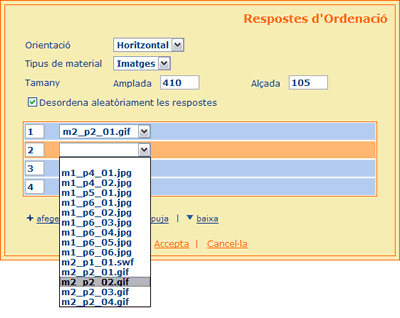 Respostes d'Ordenació
Orientació Horitzontal
Tipus de material Imatges
Tamany Amplada 410 Alçada 105
Desordena aleatòriament les respostes
1 m2_p2_01.gif
2
3
4
m1_p4_01.jpg
m1_p4_02.jpg
m1_p5_01.jpg
m1_p6_01.jpg
m1_p6_02.jpg
m1_p6_03.jpg
m1_p6_04.jpg
m1_p6_05.jpg
m1_p6_06.jpg
m2_p1_01.swf
m2_p2_01.gif
m2_p2_02.gif
m2_p2_03.gif
m2_p2_04.gif
+ afege puja | baixa
Accepta | Cancel·la